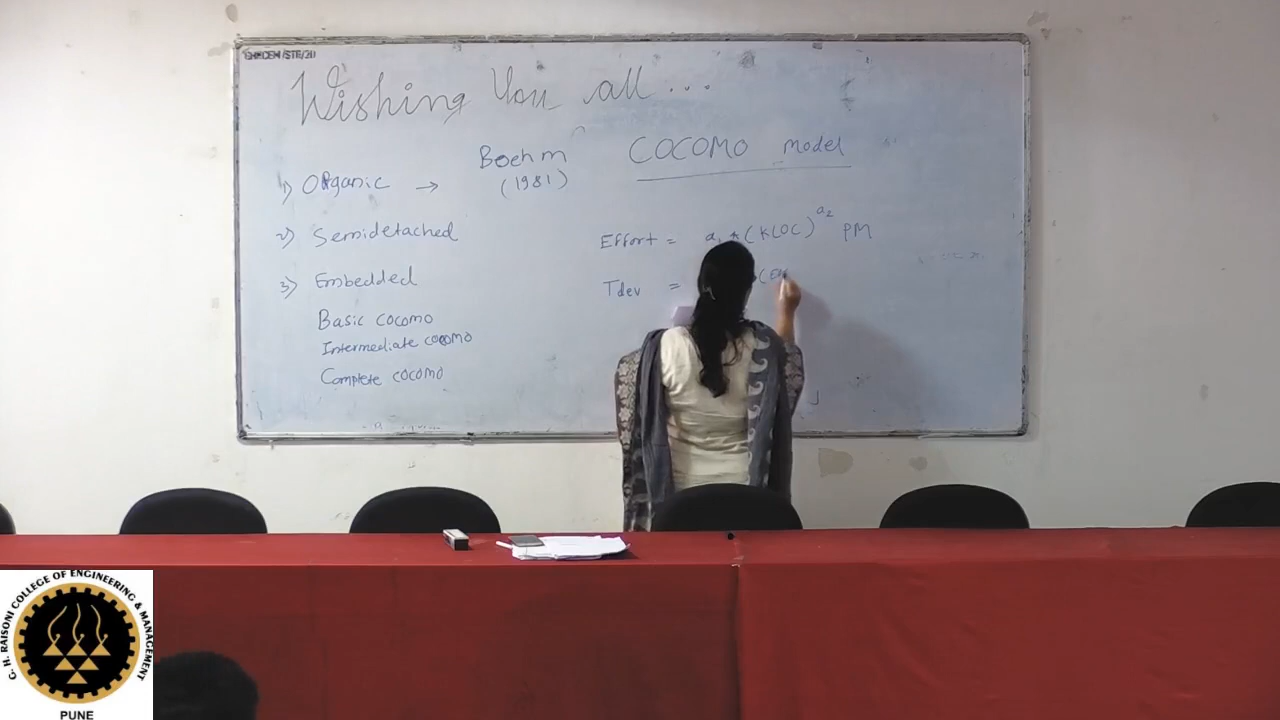 Wishing You all ...
COCOMO model
Boehm
(1981)
1) Organic →
2) Semidetached
3) Embedded
Basic COCOMO
Intermediate COCOMO
Complete COCOMO
Effort = a₁ * (KLOC)^a₂ PM
Tdev =
G. H. RAISONI COLLEGE OF ENGINEERING & MANAGEMENT
PUNE